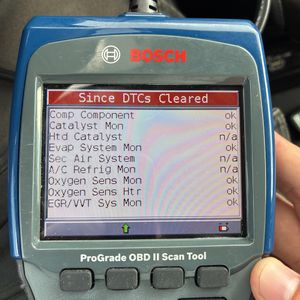 BOSCH
Since DTCs Cleared
Comp Component ok
Catalyst Mon ok
Htd Catalyst n/a
Evap System Mon ok
Sec Air System n/a
A/C Refrig Mon n/a
Oxygen Sens Mon ok
Oxygen Sens Htr ok
EGR/VVT Sys Mon ok
ProGrade OBD II Scan Tool